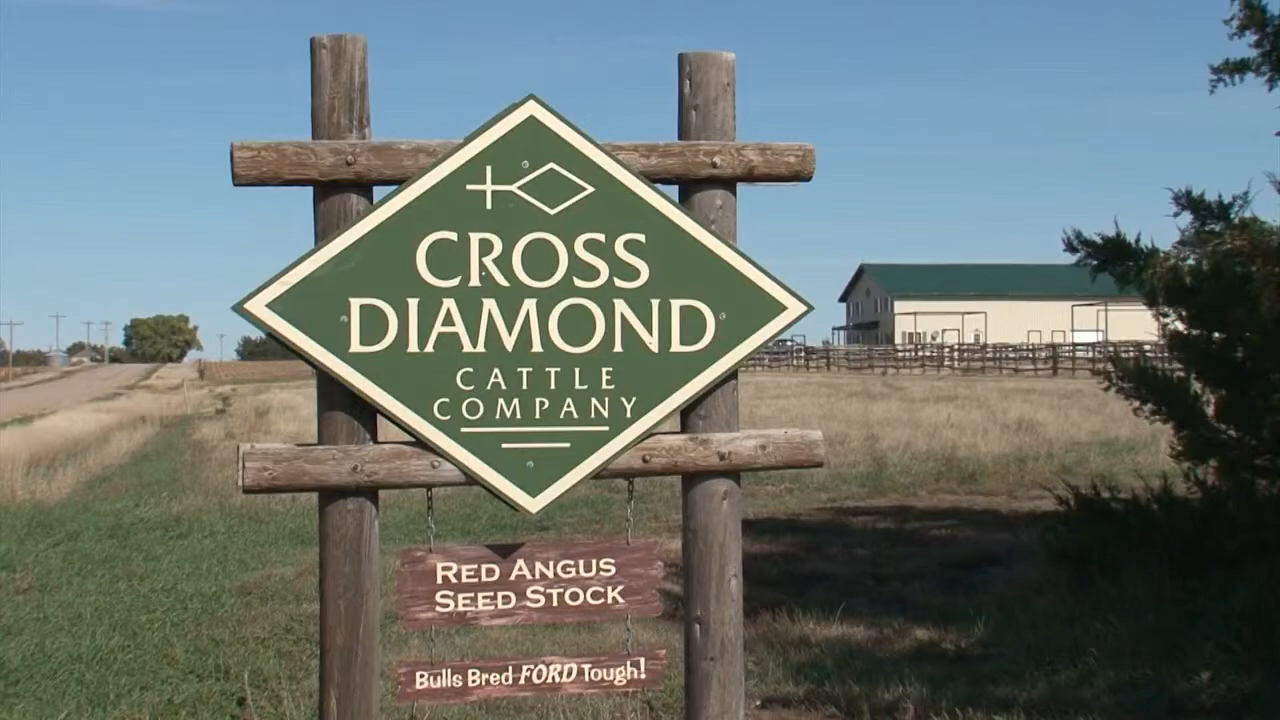 CROSS
DIAMOND
CATTLE
COMPANY
RED ANGUS
SEED STOCK
Bulls Bred FORD Tough!